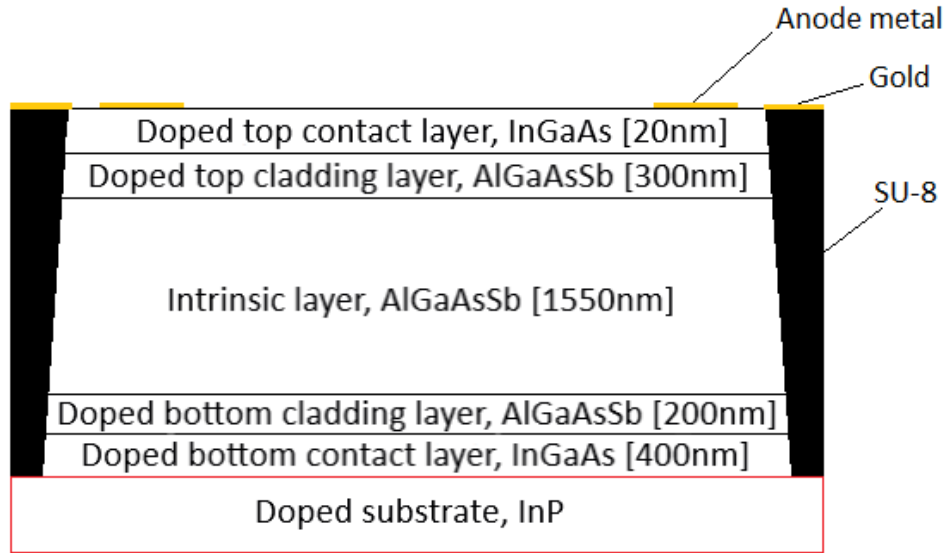 Anode metal
Gold
Doped top contact layer, InGaAs [20nm]
Doped top cladding layer, AlGaAsSb [300nm]
SU-8
Intrinsic layer, AlGaAsSb [1550nm]
Doped bottom cladding layer, AlGaAsSb [200nm]
Doped bottom contact layer, InGaAs [400nm]
Doped substrate, InP